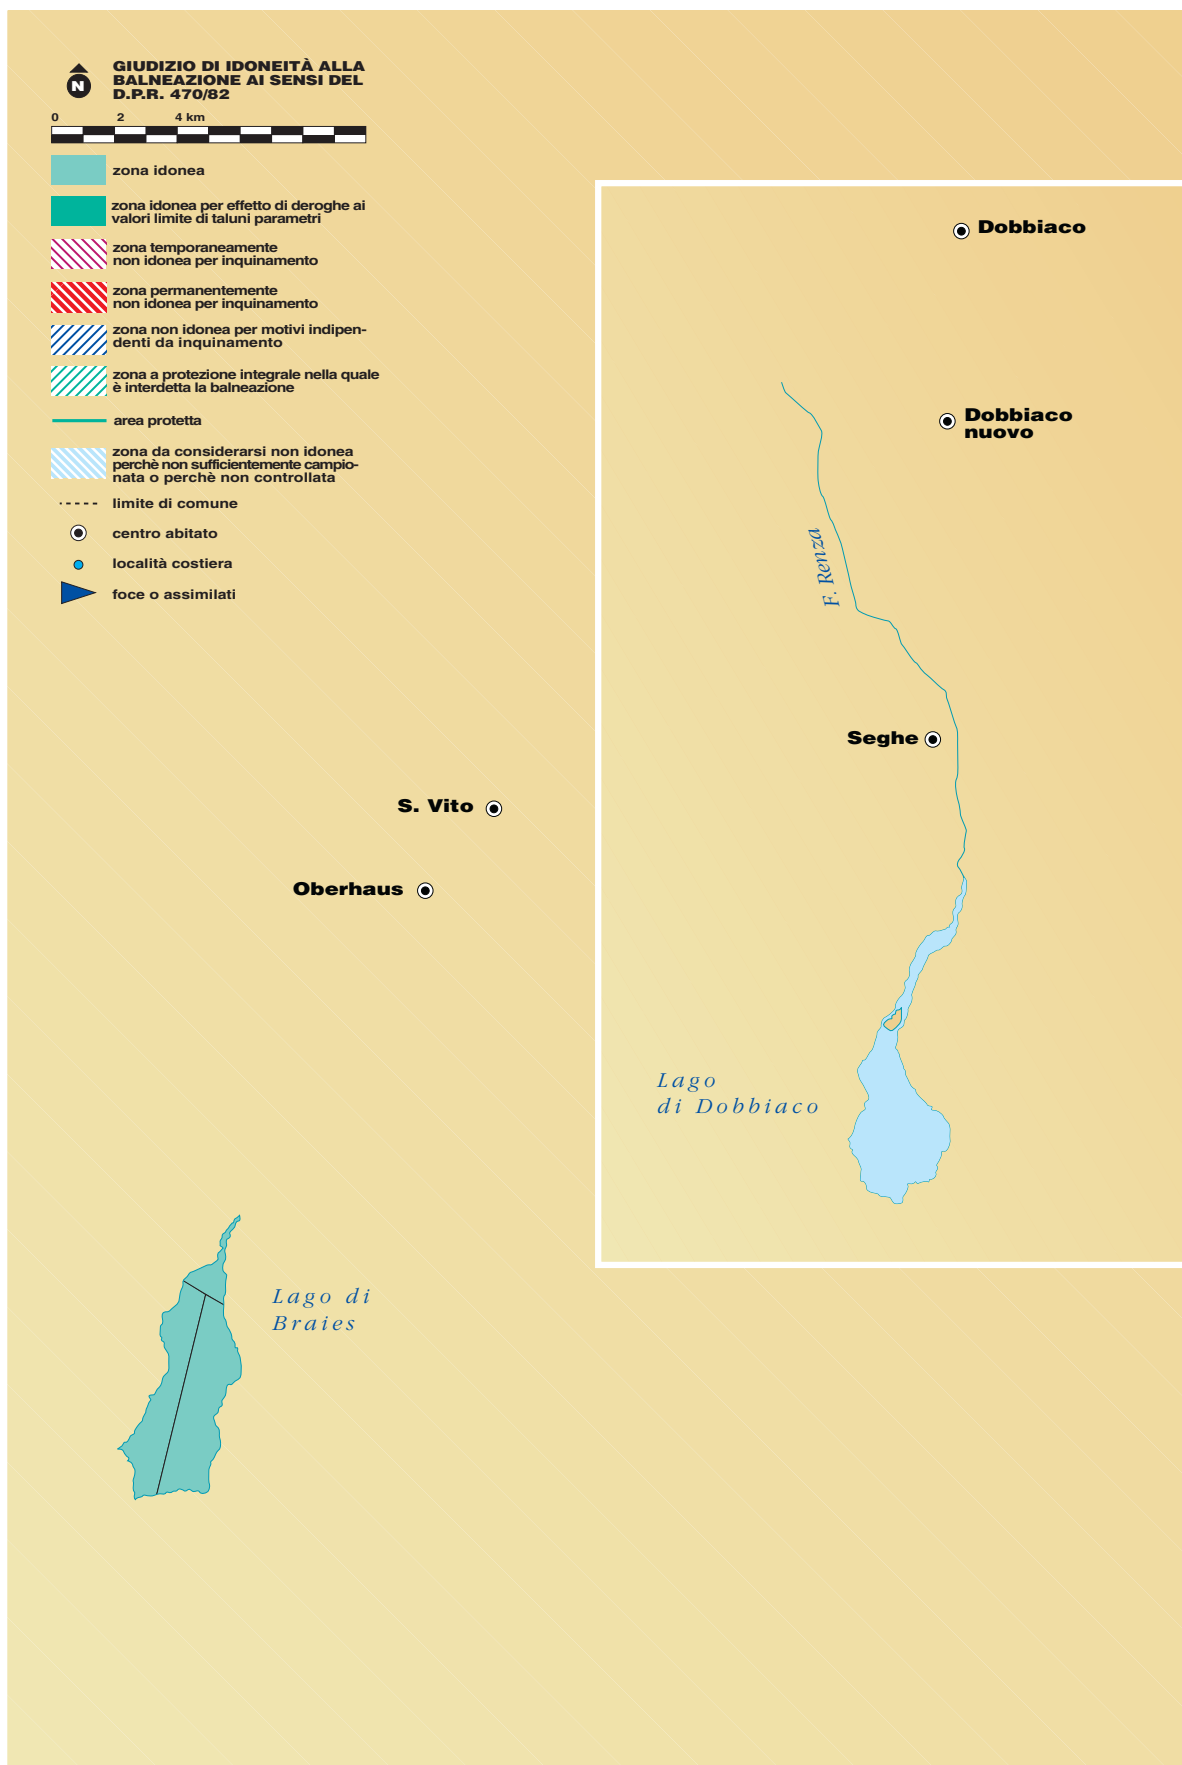 N
GIUDIZIO DI IDONEITÀ ALLA
BALNEAZIONE AI SENSI DEL
D.P.R. 470/82
0 2 4 km
zona idonea
zona idonea per effetto di deroghe ai
valori limite di taluni parametri
zona temporaneamente
non idonea per inquinamento
zona permanentemente
non idonea per inquinamento
zona non idonea per motivi indipen-
denti da inquinamento
zona a protezione integrale nella quale
è interdetta la balneazione
area protetta
zona da considerarsi non idonea
perchè non sufficientemente campio-
nata o perchè non controllata
limite di comune
centro abitato
località costiera
foce o assimilati
Dobbiaco
Dobbiaco
nuovo
F. Renza
Seghe
S. Vito
Oberhaus
Lago
di Dobbiaco
Lago di
Braies